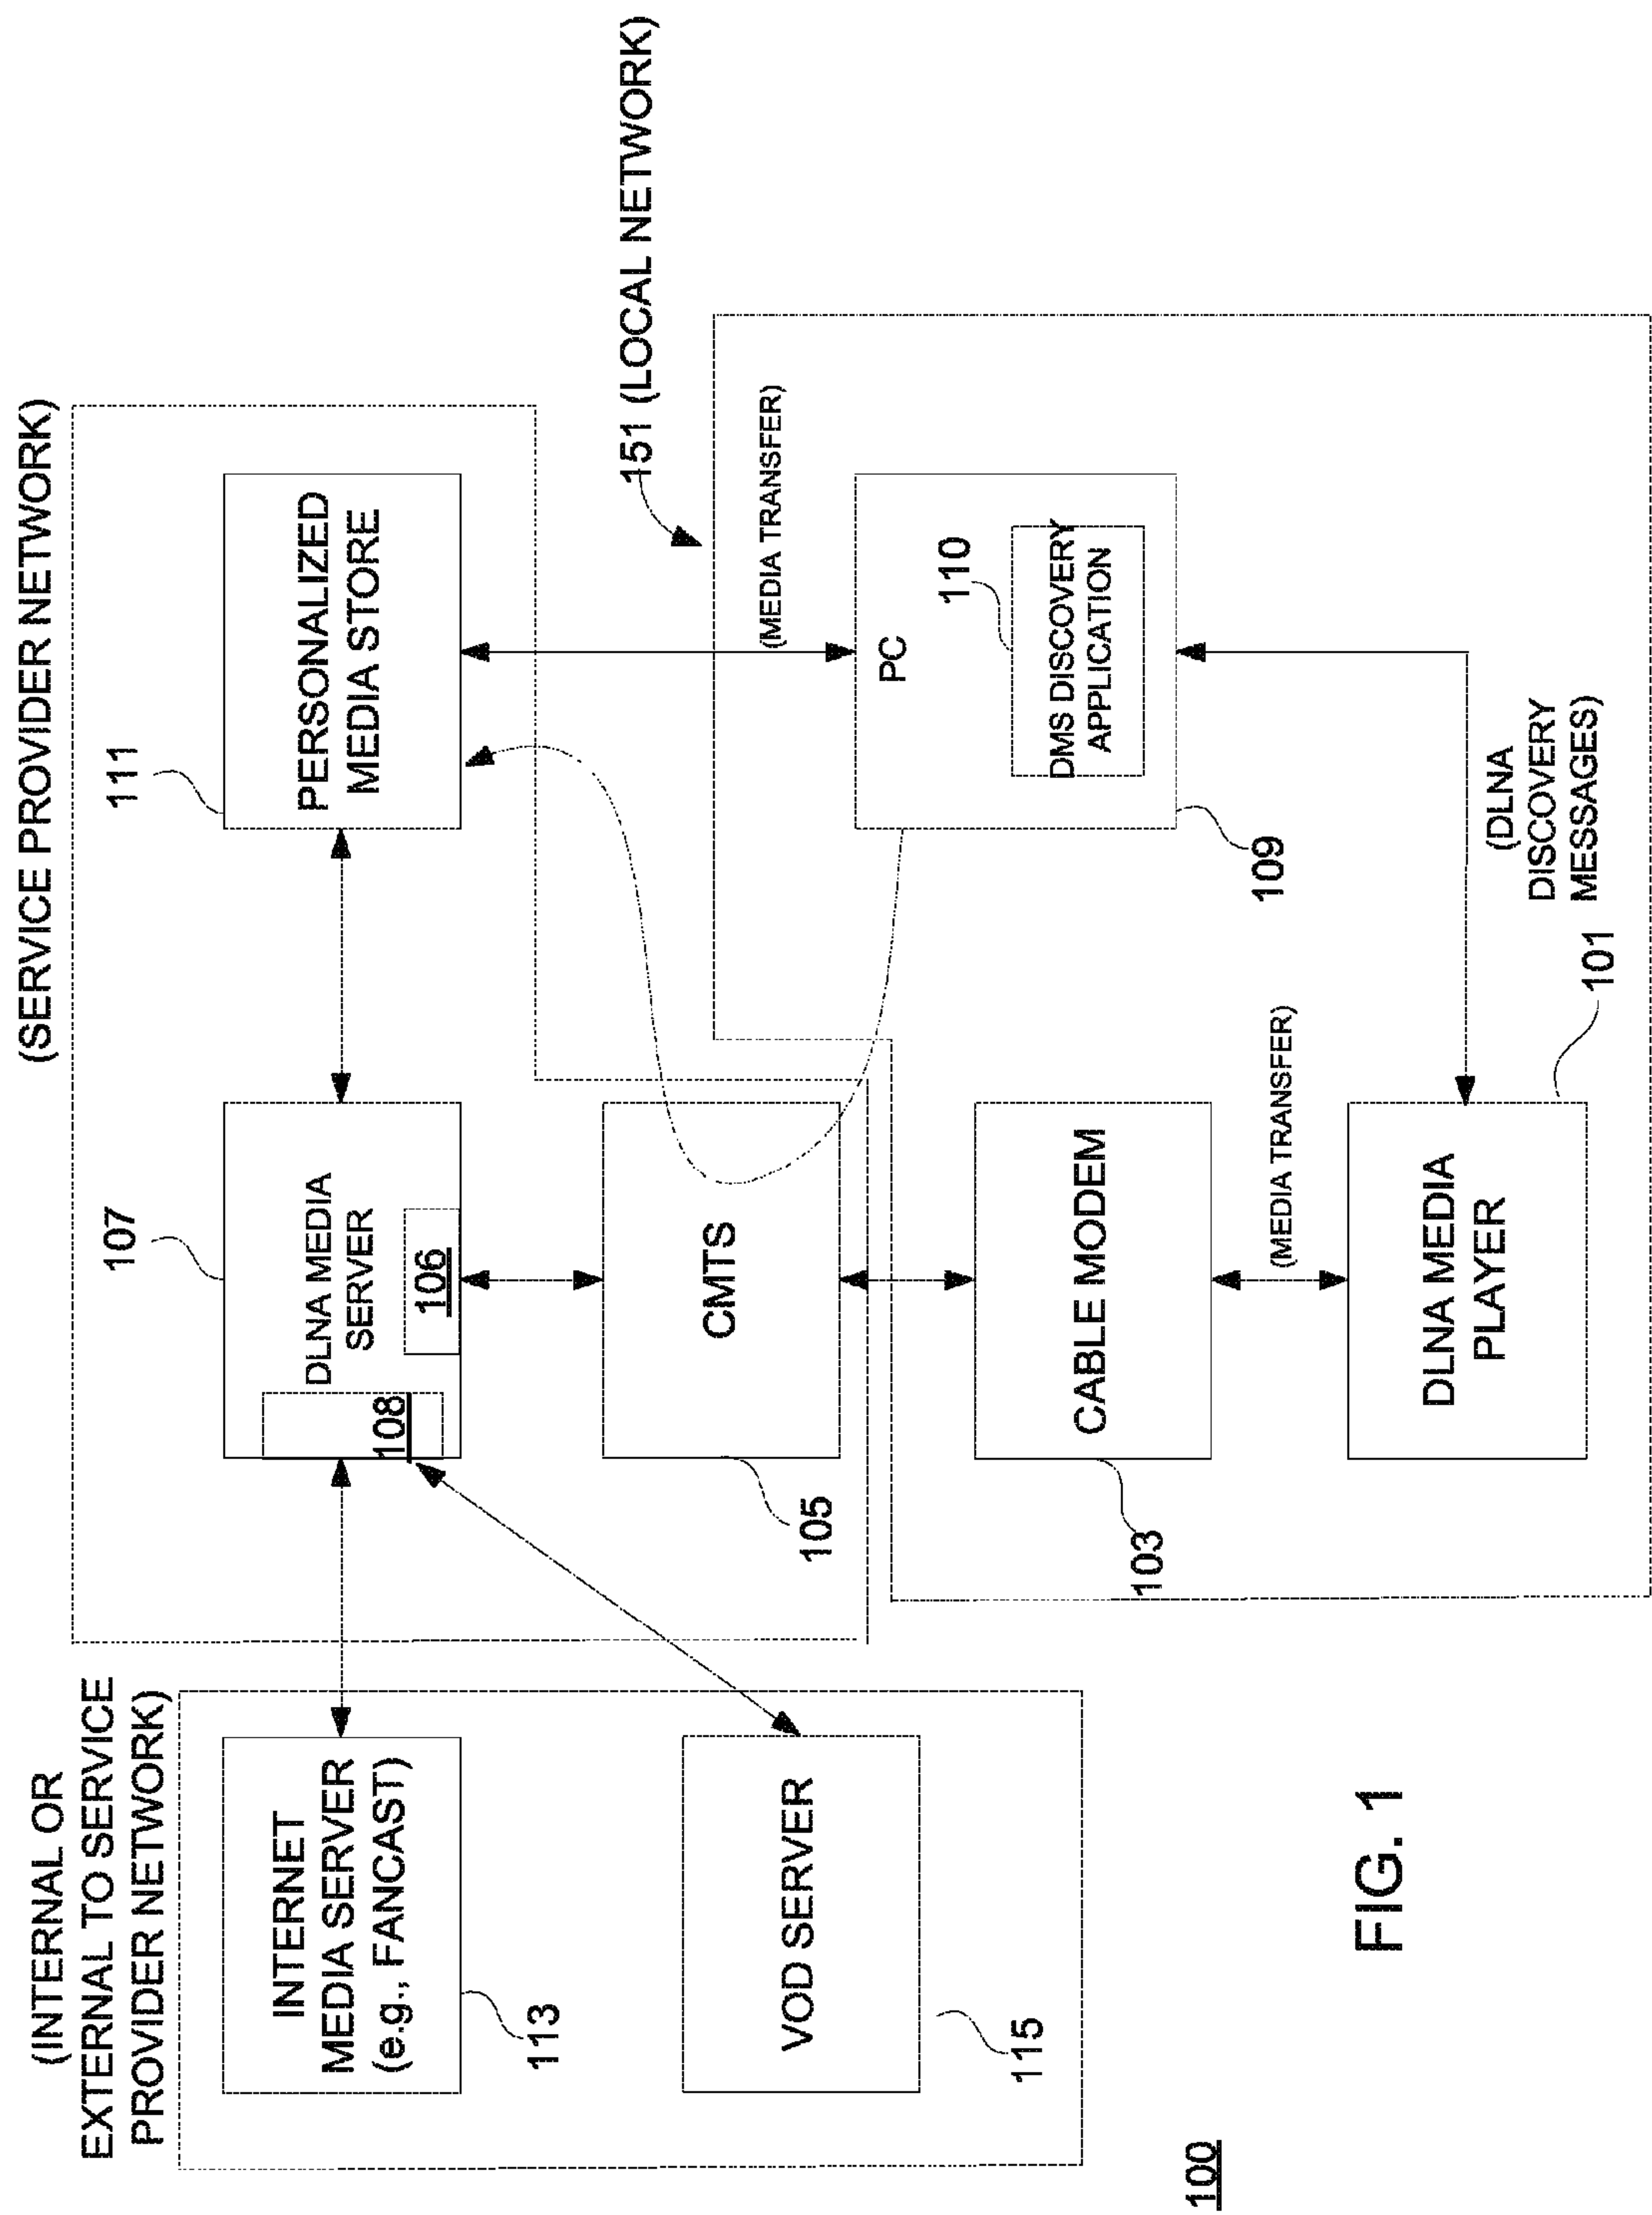 (INTERNAL OR
EXTERNAL TO SERVICE
PROVIDER NETWORK)
(SERVICE PROVIDER NETWORK)
INTERNET
MEDIA SERVER
(e.g., FANCAST)
113
VOD SERVER
115
107
DLNA MEDIA
SERVER
108
106
111
PERSONALIZED
MEDIA STORE
CMTS
105
151 (LOCAL NETWORK)
(MEDIA TRANSFER)
PC
110
DMS DISCOVERY
APPLICATION
109
CABLE MODEM
103
(MEDIA TRANSFER)
DLNA MEDIA
PLAYER
101
(DLNA
DISCOVERY
MESSAGES)
100
FIG. 1